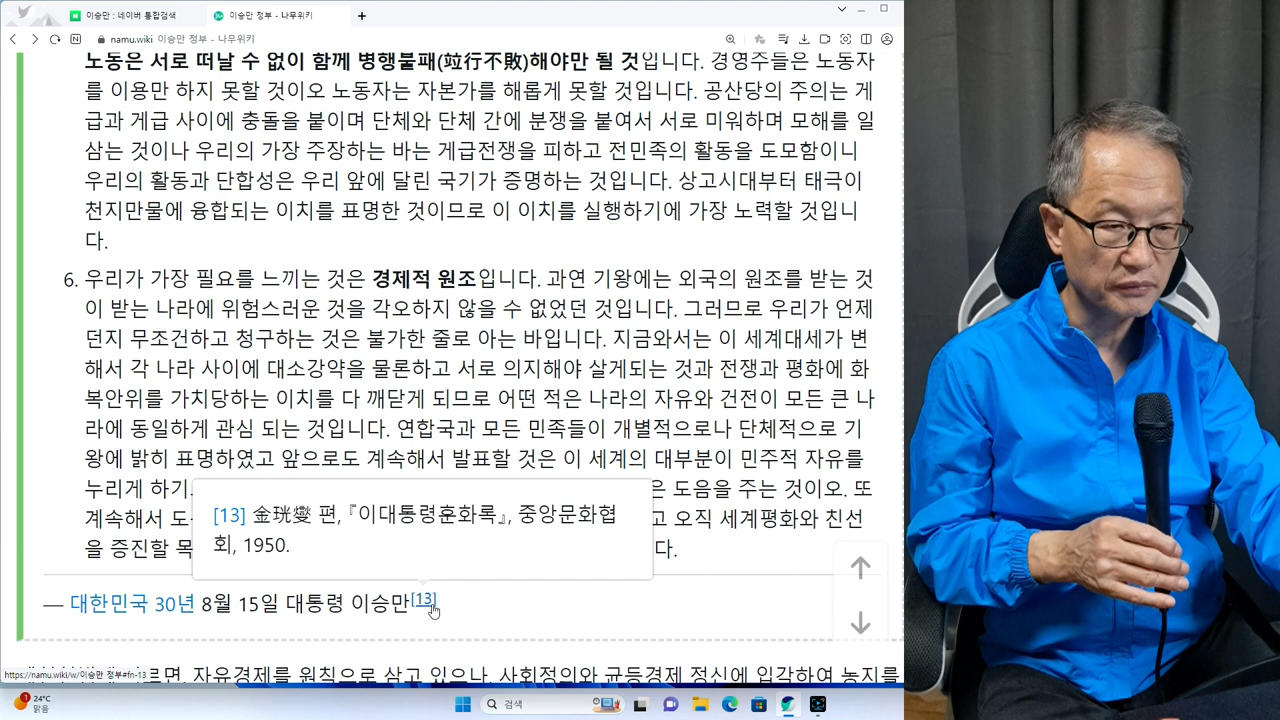 이승만 : 네이버 통합검색
이승만 정부 - 나무위키
namu.wiki 이승만 정부 - 나무위키
노동은 서로 떠날 수 없이 함께 병행불패(竝行不敗)해야만 될 것입니다. 경영주들은 노동자
를 이용만 하지 못할 것이오 노동자는 자본가를 해롭게 못할 것입니다. 공산당의 주의는 계
급과 계급 사이에 충돌을 붙이며 단체와 단체 간에 분쟁을 붙여서 서로 미워하며 모해를 일
삼는 것이나 우리의 가장 주장하는 바는 계급전쟁을 피하고 전민족의 활동을 도모함이니
우리의 활동과 단합성은 우리 앞에 달린 국기가 증명하는 것입니다. 상고시대부터 태극이
천지만물에 융합되는 이치를 표명한 것이므로 이 이치를 실행하기에 가장 노력할 것입니
다.
6. 우리가 가장 필요를 느끼는 것은 경제적 원조입니다. 과연 기왕에는 외국의 원조를 받는 것
이 받는 나라에 위험스러운 것을 각오하지 않을 수 없었던 것입니다. 그러므로 우리가 언제
던지 무조건하고 청구하는 것은 불가한 줄로 아는 바입니다. 지금와서는 이 세계대세가 변
해서 각 나라 사이에 대소강약을 물론하고 서로 의지해야 살게되는 것과 전쟁과 평화에 화
복안위를 가치당하는 이치를 다 깨닫게 되므로 어떤 적은 나라의 자유와 건전이 모든 큰 나
라에 동일하게 관심 되는 것입니다. 연합국과 모든 민족들이 개별적으로나 단체적으로 기
왕에 밝히 표명하였고 앞으로도 계속해서 발표할 것은 이 세계의 대부분이 민주적 자유를
누리게 하기 은 도움을 주는 것이오. 또
계속해서 도 고 오직 세계평화와 친선
을 증진할 목 다.
[13] 金珖燮 편, 『이대통령훈화록』, 중앙문화협
회, 1950.
— 대한민국 30년 8월 15일 대통령 이승만[13]
르면, 자유경제를 원칙으로 삼고 있으나, 사회정의와 균등경제 정신에 입각하여 농지를
https://namu.wiki/w/이승만 정부#fn-13
1
24°C
맑음
검색